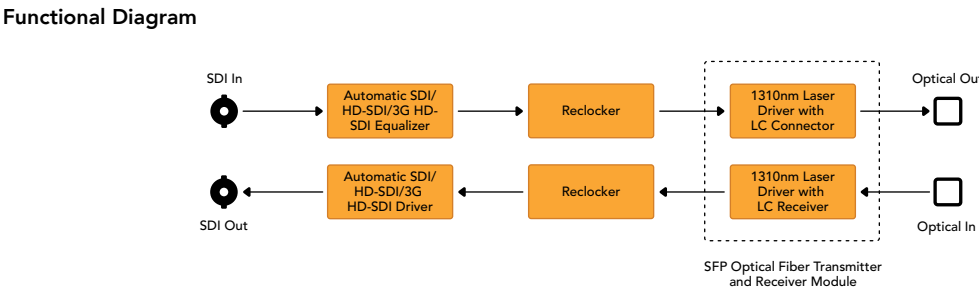 Functional Diagram
SDI In
Optical Out
Automatic SDI/
HD-SDI/3G HD-
SDI Equalizer
Reclocker
1310nm Laser
Driver with
LC Connector
Automatic SDI/
HD-SDI/3G
HD-SDI Driver
Reclocker
1310nm Laser
Driver with
LC Receiver
SDI Out
Optical In
SFP Optical Fiber Transmitter
and Receiver Module